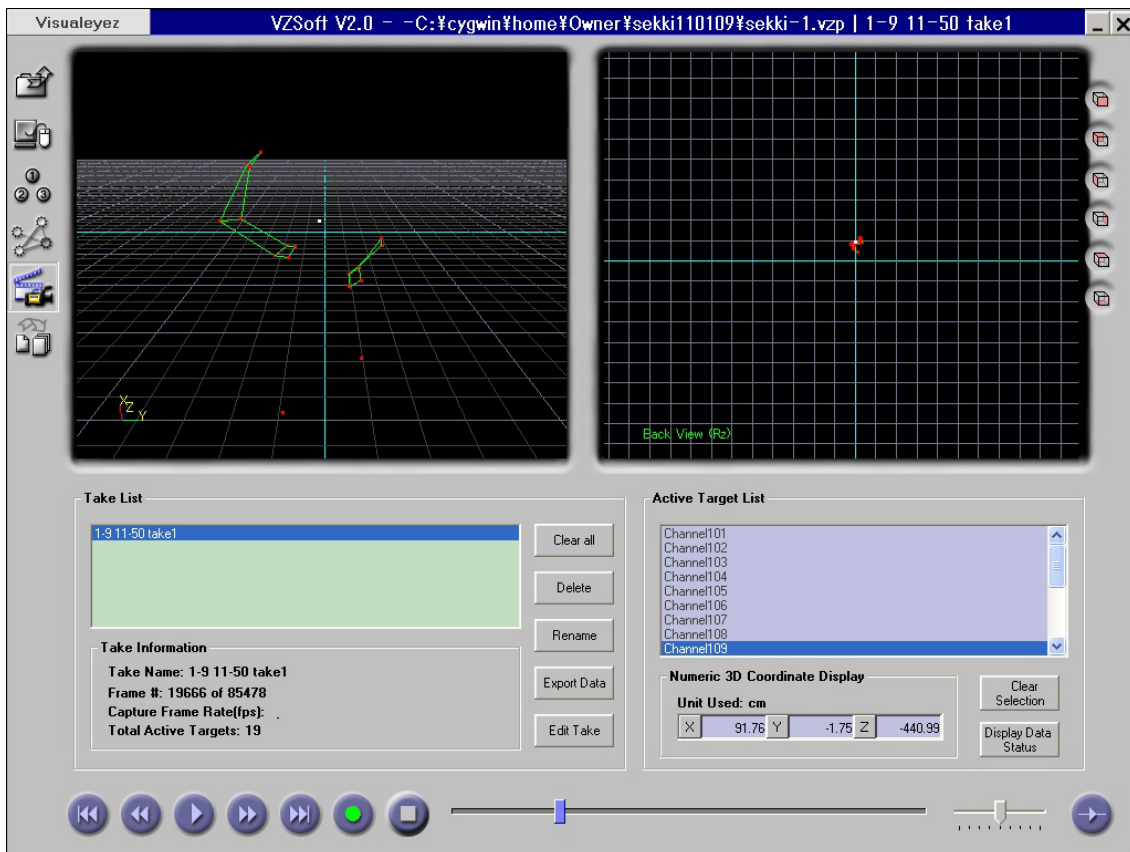 Visualeyez
VZSoft V2.0 - -C:¥cygwin¥home¥Owner¥sekki110109¥sekki-1.vzp | 1-9 11-50 take1
1
2 3
X
Z
Y
Back View (Rz)
Take List
1-9 11-50 take1
Clear all
Delete
Rename
Export Data
Edit Take
Take Information
Take Name: 1-9 11-50 take1
Frame #: 19666 of 85478
Capture Frame Rate(fps): .
Total Active Targets: 19
Active Target List
Channel101
Channel102
Channel103
Channel104
Channel105
Channel106
Channel107
Channel108
Channel109
Numeric 3D Coordinate Display
Unit Used: cm
X 91.76 Y -1.75 Z -440.99
Clear
Selection
Display Data
Status